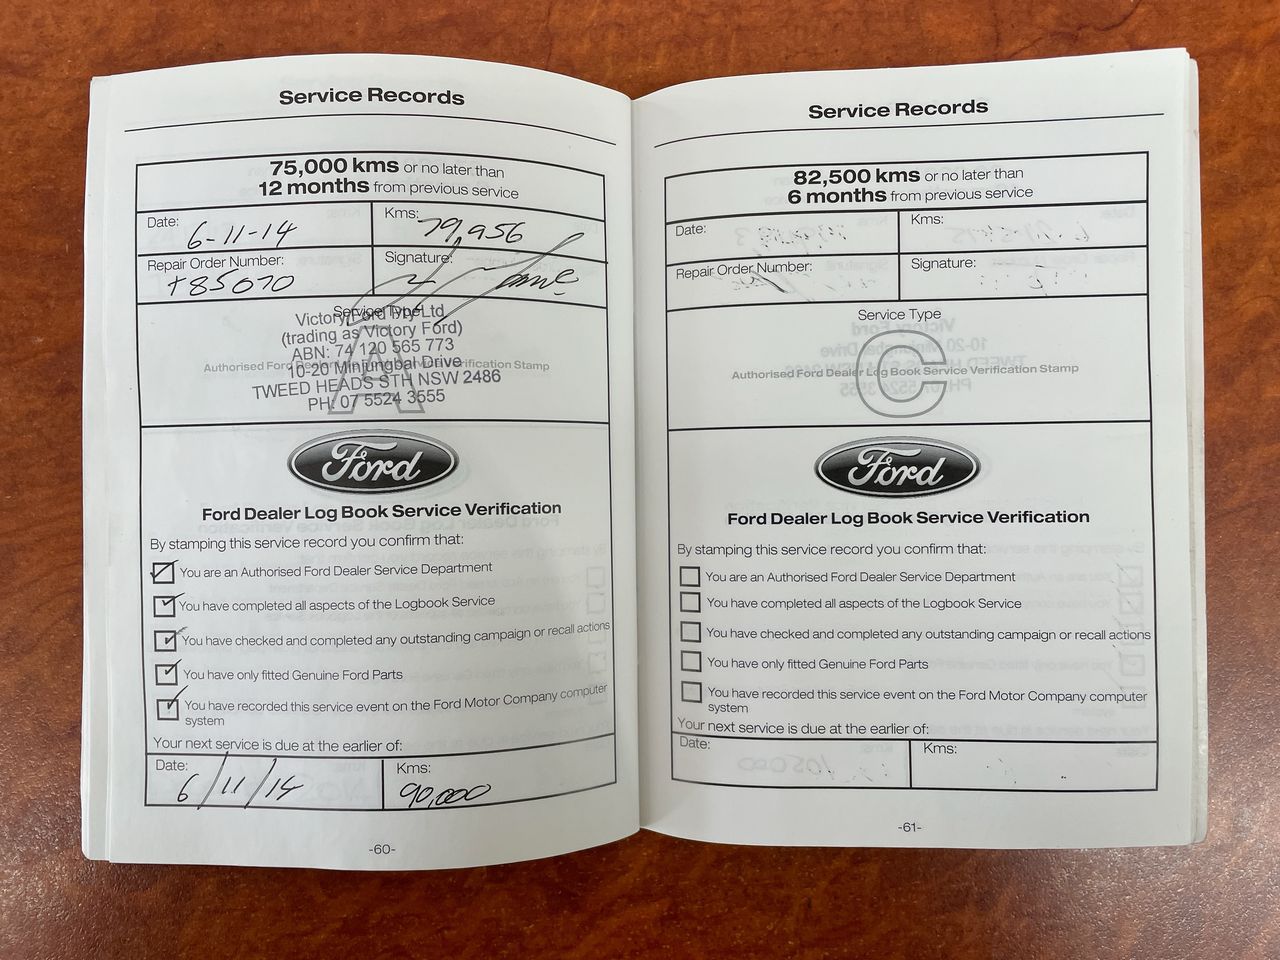 Service Records
75,000 kms or no later than
12 months from previous service
Date: 6-11-14
Kms: 79,956
Repair Order Number: +85070
Signature:
Service Type
A
Authorised Ford Dealer Log Book Service Verification Stamp
Victory Ford Pty Ltd
(trading as Victory Ford)
ABN: 74 120 565 773
10-20 Minjungbal Drive
TWEED HEADS STH NSW 2486
PH: 07 5524 3555
Ford
Ford Dealer Log Book Service Verification
By stamping this service record you confirm that:
You are an Authorised Ford Dealer Service Department
You have completed all aspects of the Logbook Service
You have checked and completed any outstanding campaign or recall actions
You have only fitted Genuine Ford Parts
You have recorded this service event on the Ford Motor Company computer
system
Your next service is due at the earlier of:
Date: 6/11/14
Kms: 90,000
-60-
Service Records
82,500 kms or no later than
6 months from previous service
Date:
Kms:
Repair Order Number:
Signature:
Service Type
C
Authorised Ford Dealer Log Book Service Verification Stamp
Ford
Ford Dealer Log Book Service Verification
By stamping this service record you confirm that:
You are an Authorised Ford Dealer Service Department
You have completed all aspects of the Logbook Service
You have checked and completed any outstanding campaign or recall actions
You have only fitted Genuine Ford Parts
You have recorded this service event on the Ford Motor Company computer
system
Your next service is due at the earlier of:
Date:
Kms:
-61-